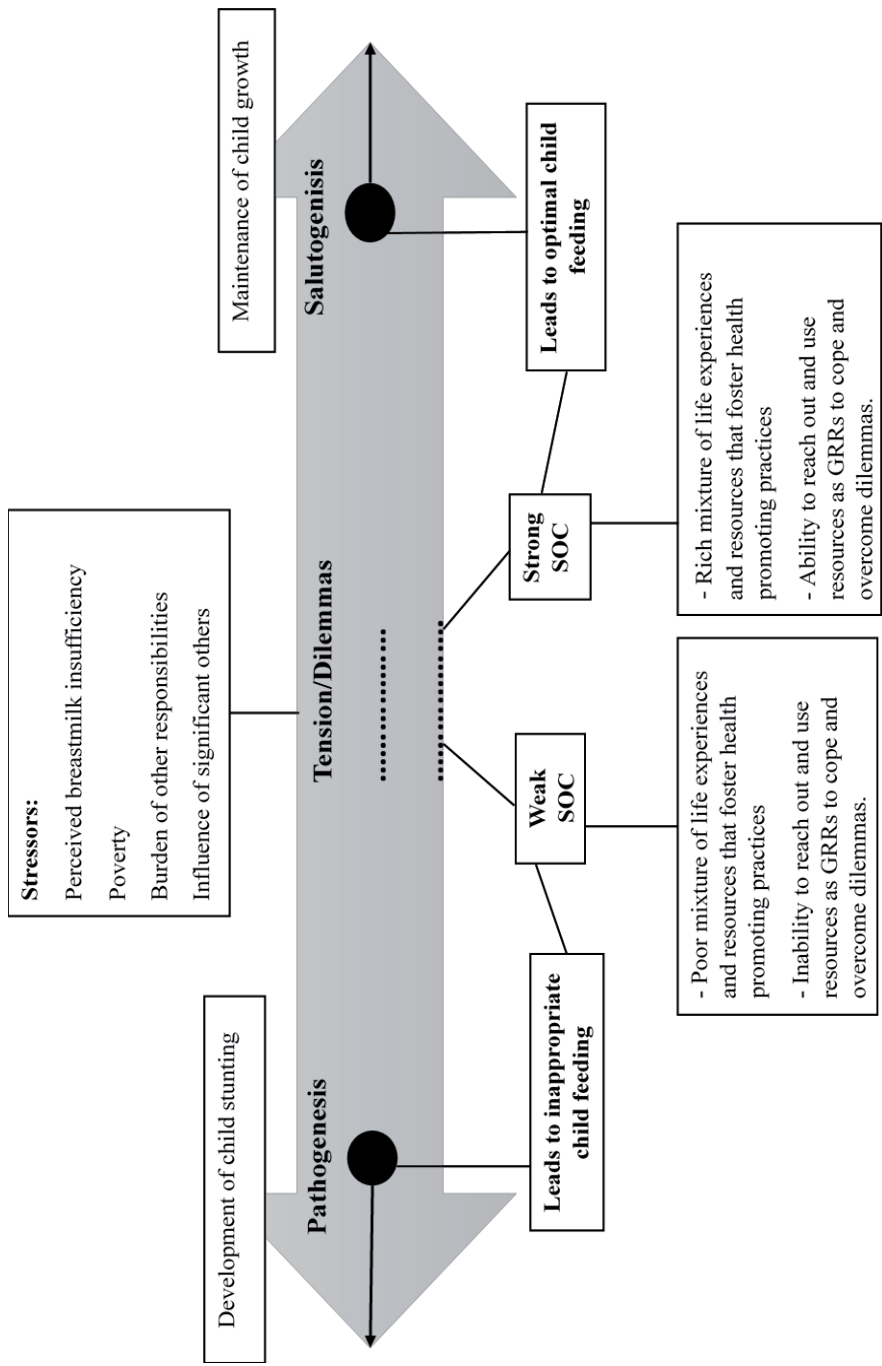 Stressors:
Perceived breastmilk insufficiency
Poverty
Burden of other responsibilities
Influence of significant others
Development of child stunting
Maintenance of child growth
Pathogenesis
Tension/Dilemmas
Salutogenisis
Leads to inappropriate
child feeding
Weak
SOC
Strong
SOC
Leads to optimal child
feeding
- Poor mixture of life experiences
and resources that foster health
promoting practices
- Inability to reach out and use
resources as GRRs to cope and
overcome dilemmas.
- Rich mixture of life experiences
and resources that foster health
promoting practices
- Ability to reach out and use
resources as GRRs to cope and
overcome dilemmas.